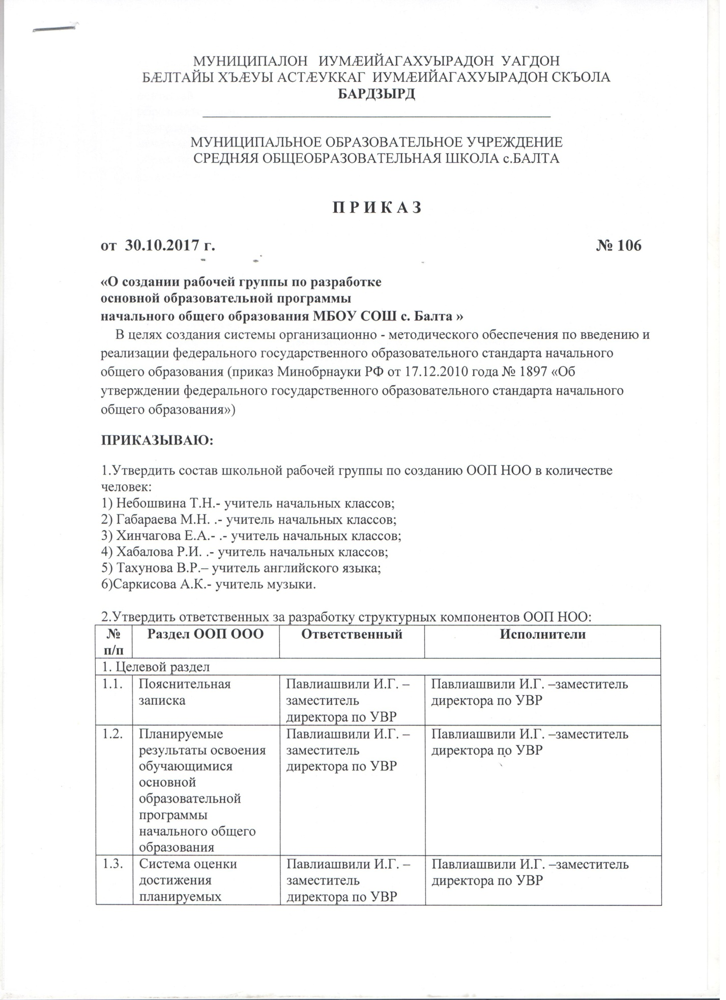 МУНИЦИПАЛОН ИУМÆИЙАГАХУЫРАДОН УАГДОН
БÆЛТАЙЫ ХЪÆУЫ АСТÆУККАГ ИУМÆИЙАГАХУЫРАДОН СКЪОЛА
БАРДЗЫРД
МУНИЦИПАЛЬНОЕ ОБРАЗОВАТЕЛЬНОЕ УЧРЕЖДЕНИЕ
СРЕДНЯЯ ОБЩЕОБРАЗОВАТЕЛЬНАЯ ШКОЛА с.БАЛТА
П Р И К А З
от 30.10.2017 г. № 106
«О создании рабочей группы по разработке
основной образовательной программы
начального общего образования МБОУ СОШ с. Балта »
В целях создания системы организационно - методического обеспечения по введению и
реализации федерального государственного образовательного стандарта начального
общего образования (приказ Минобрнауки РФ от 17.12.2010 года № 1897 «Об
утверждении федерального государственного образовательного стандарта начального
общего образования»)
ПРИКАЗЫВАЮ:
1.Утвердить состав школьной рабочей группы по созданию ООП НОО в количестве
человек:
1) Небошвина Т.Н.- учитель начальных классов;
2) Габараева М.Н. .- учитель начальных классов;
3) Хинчагова Е.А.- .- учитель начальных классов;
4) Хабалова Р.И. .- учитель начальных классов;
5) Тахунова В.Р.– учитель английского языка;
6)Саркисова А.К.- учитель музыки.
2.Утвердить ответственных за разработку структурных компонентов ООП НОО:
№ Раздел ООП ООО Ответственный Исполнители
п/п
1. Целевой раздел
1.1. Пояснительная Павлиашвили И.Г. – Павлиашвили И.Г. –заместитель
записка заместитель директора по УВР
директора по УВР
1.2. Планируемые Павлиашвили И.Г. – Павлиашвили И.Г. –заместитель
результаты освоения заместитель директора по УВР
обучающимися директора по УВР
основной
образовательной
программы
начального общего
образования
1.3. Система оценки Павлиашвили И.Г. – Павлиашвили И.Г. –заместитель
достижения заместитель директора по УВР
планируемых директора по УВР